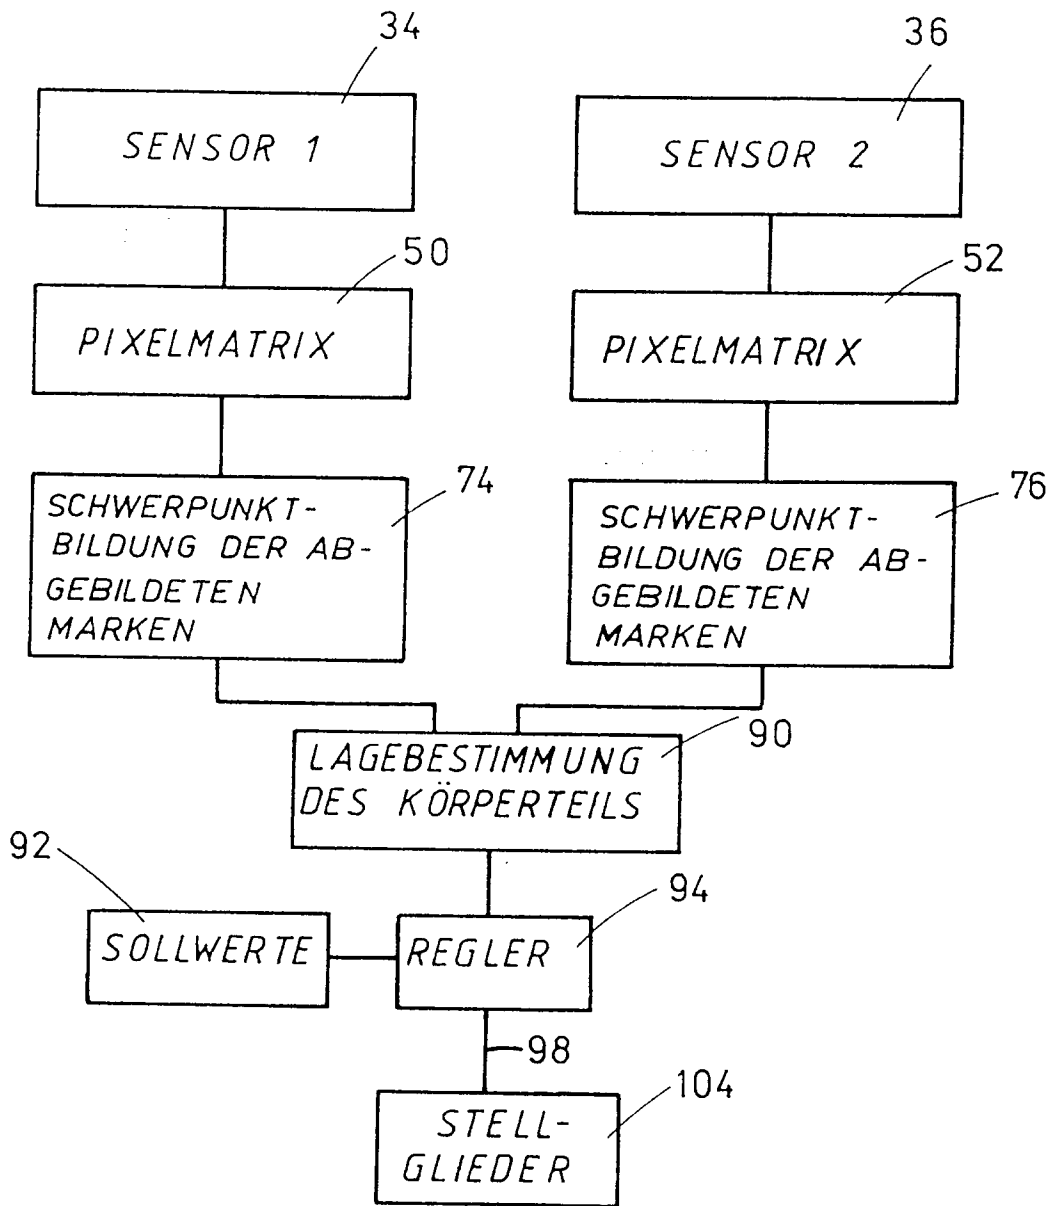 34
36
SENSOR 1
SENSOR 2
50
52
PIXELMATRIX
PIXELMATRIX
74
76
SCHWERPUNKT-
BILDUNG DER AB-
GEBILDETEN
MARKEN
SCHWERPUNKT-
BILDUNG DER AB-
GEBILDETEN
MARKEN
90
LAGEBESTIMMUNG
DES KÖRPERTEILS
92
94
SOLLWERTE
REGLER
98
104
STELL-
GLIEDER